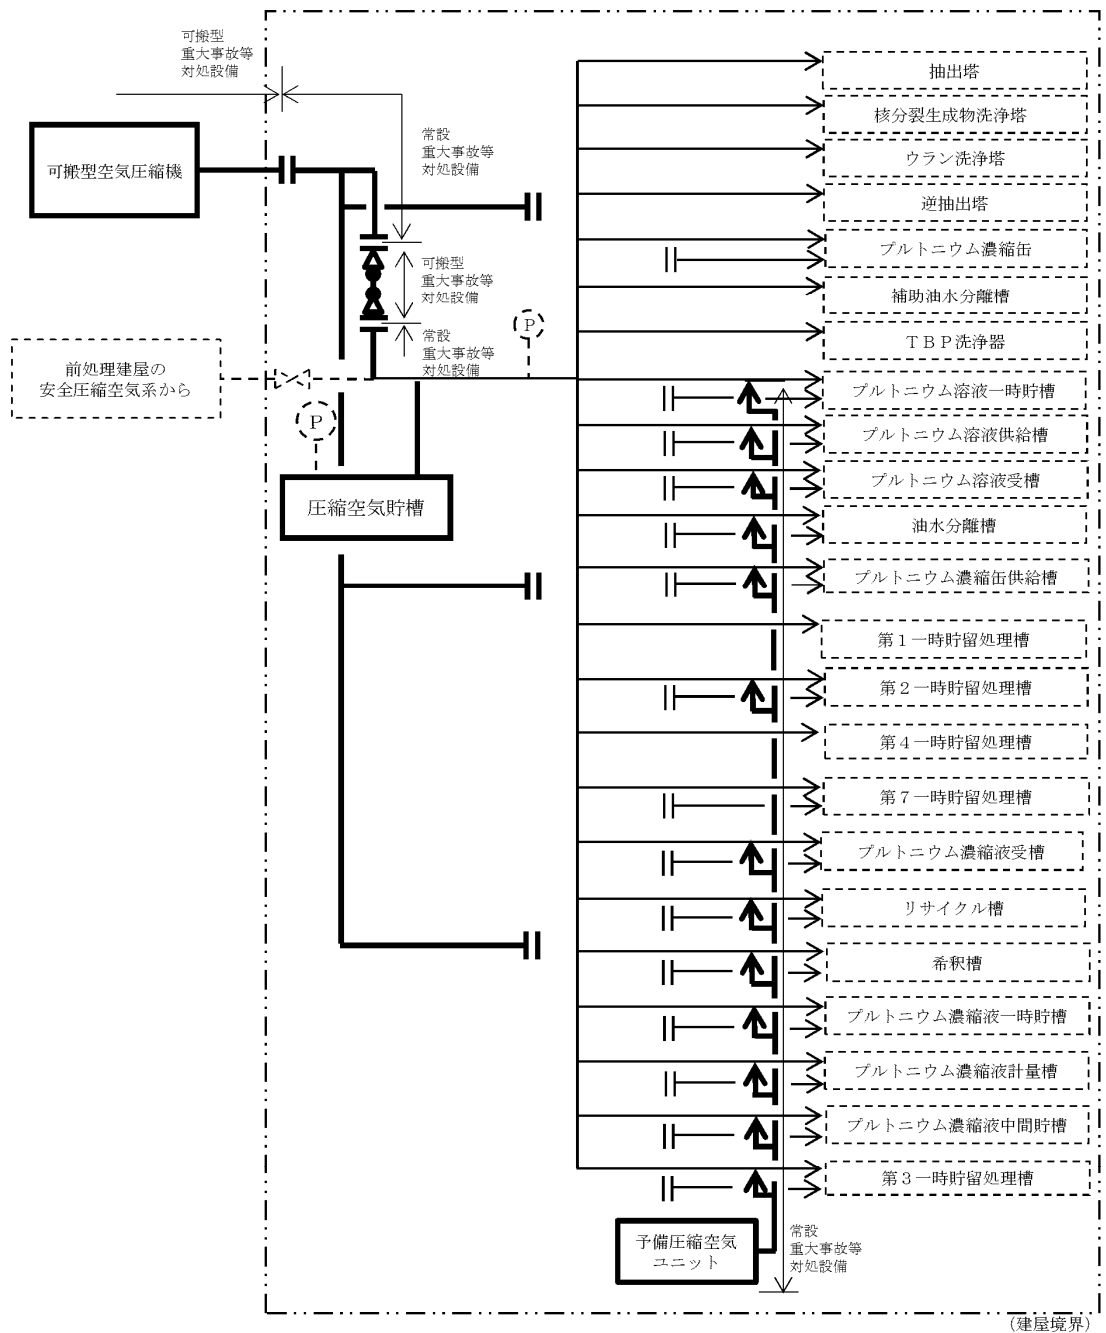 可搬型
重大事故等
対処設備
可搬型空気圧縮機
常設
重大事故等
対処設備
可搬型
重大事故等
対処設備
常設
重大事故等
対処設備
P
前処理建屋の
安全圧縮空気系から
P
圧縮空気貯槽
抽出塔
核分裂生成物洗浄塔
ウラン洗浄塔
逆抽出塔
プルトニウム濃縮缶
補助油水分離槽
TBP洗浄器
プルトニウム溶液一時貯槽
プルトニウム溶液供給槽
プルトニウム溶液受槽
油水分離槽
プルトニウム濃縮缶供給槽
第1一時貯留処理槽
第2一時貯留処理槽
第4一時貯留処理槽
第7一時貯留処理槽
プルトニウム濃縮液受槽
リサイクル槽
希釈槽
プルトニウム濃縮液一時貯槽
プルトニウム濃縮液計量槽
プルトニウム濃縮液中間貯槽
第3一時貯留処理槽
予備圧縮空気
ユニット
常設
重大事故等
対処設備
(建屋境界)